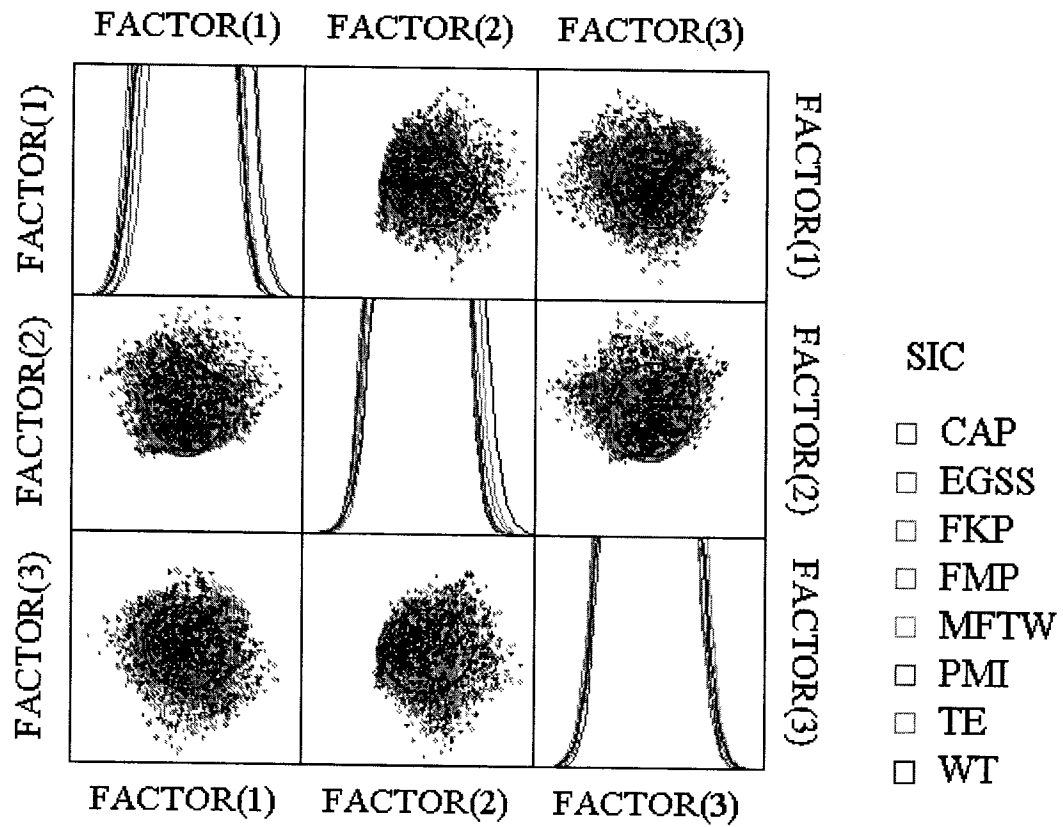 FACTOR(1) FACTOR(2) FACTOR(3)
FACTOR(1)
FACTOR(1)
FACTOR(2)
FACTOR(2)
FACTOR(3)
FACTOR(3)
FACTOR(1) FACTOR(2) FACTOR(3)
SIC
CAP
EGSS
FKP
FMP
MFTW
PMI
TE
WT